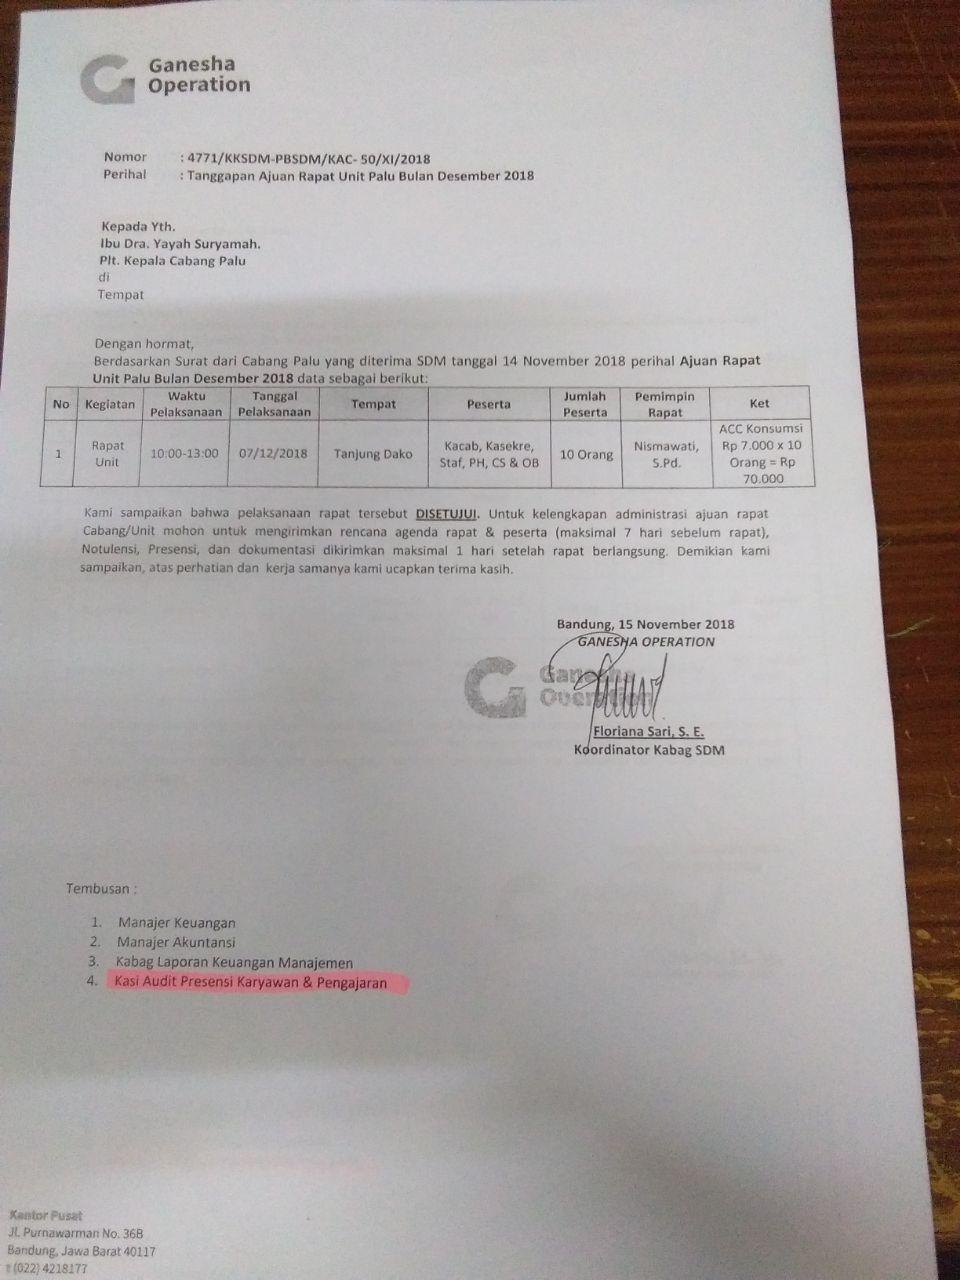 Ganesha
Operation
Nomor : 4771/KKSDM-PBSDM/KAC- 50/XI/2018
Perihal : Tanggapan Ajuan Rapat Unit Palu Bulan Desember 2018
Kepada Yth.
Ibu Dra. Yayah Suryamah.
Plt. Kepala Cabang Palu
di
Tempat
Dengan hormat,
Berdasarkan Surat dari Cabang Palu yang diterima SDM tanggal 14 November 2018 perihal Ajuan Rapat
Unit Palu Bulan Desember 2018 data sebagai berikut:
No Kegiatan Waktu Pelaksanaan Tanggal Pelaksanaan Tempat Peserta Jumlah Peserta Pemimpin Rapat Ket
1 Rapat Unit 10:00-13:00 07/12/2018 Tanjung Dako Kacab, Kasekre, Staf, PH, CS & OB 10 Orang Nismawati, S.Pd. ACC Konsumsi Rp 7.000 x 10 Orang = Rp 70.000
Kami sampaikan bahwa pelaksanaan rapat tersebut DISETUJUI. Untuk kelengkapan administrasi ajuan rapat
Cabang/Unit mohon untuk mengirimkan rencana agenda rapat & peserta (maksimal 7 hari sebelum rapat),
Notulensi, Presensi, dan dokumentasi dikirimkan maksimal 1 hari setelah rapat berlangsung. Demikian kami
sampaikan, atas perhatian dan kerja samanya kami ucapkan terima kasih.
Bandung, 15 November 2018
GANESHA OPERATION
Ganesha
Operation
Floriana Sari, S. E.
Koordinator Kabag SDM
Tembusan :
1. Manajer Keuangan
2. Manajer Akuntansi
3. Kabag Laporan Keuangan Manajemen
4. Kasi Audit Presensi Karyawan & Pengajaran
Kantor Pusat
Jl. Purnawarman No. 36B
Bandung, Jawa Barat 40117
t (022) 4218177